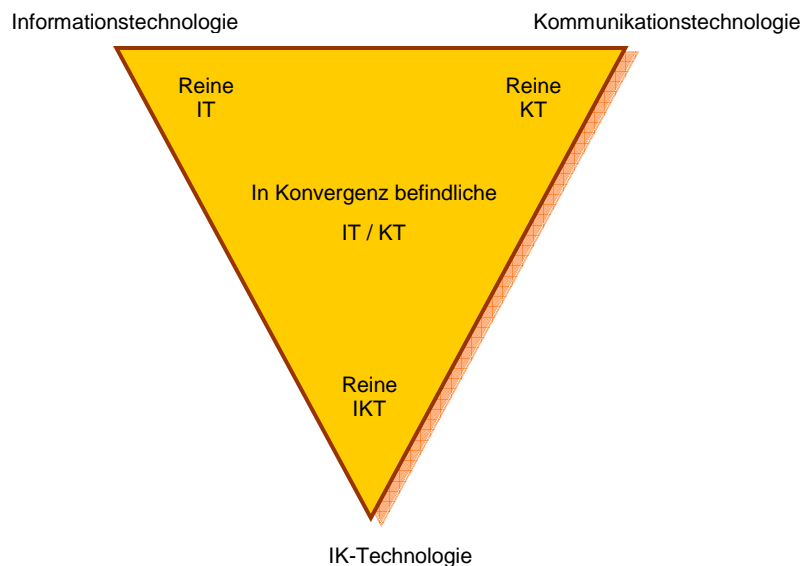 Informationstechnologie
Kommunikationstechnologie
Reine
IT
Reine
KT
In Konvergenz befindliche
IT / KT
Reine
IKT
IK-Technologie